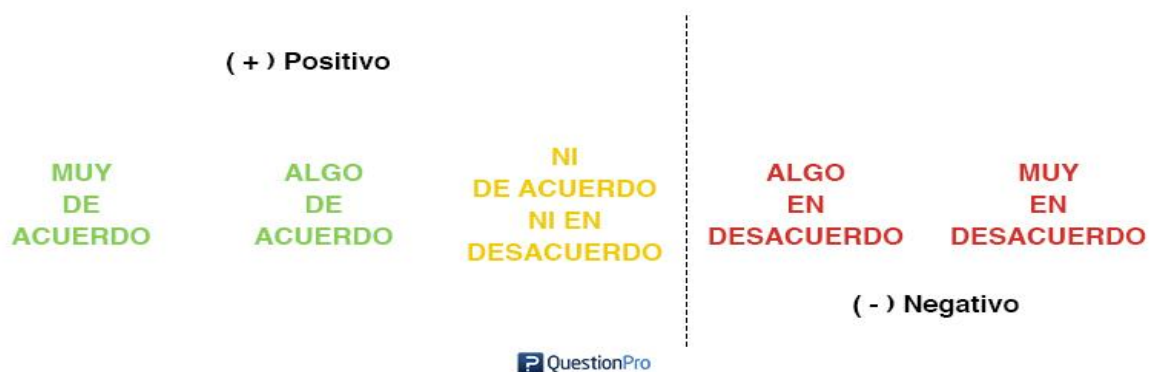 ( + ) Positivo
MUY
DE
ACUERDO
ALGO
DE
ACUERDO
NI
DE ACUERDO
NI EN
DESACUERDO
ALGO
EN
DESACUERDO
MUY
EN
DESACUERDO
( - ) Negativo
QuestionPro